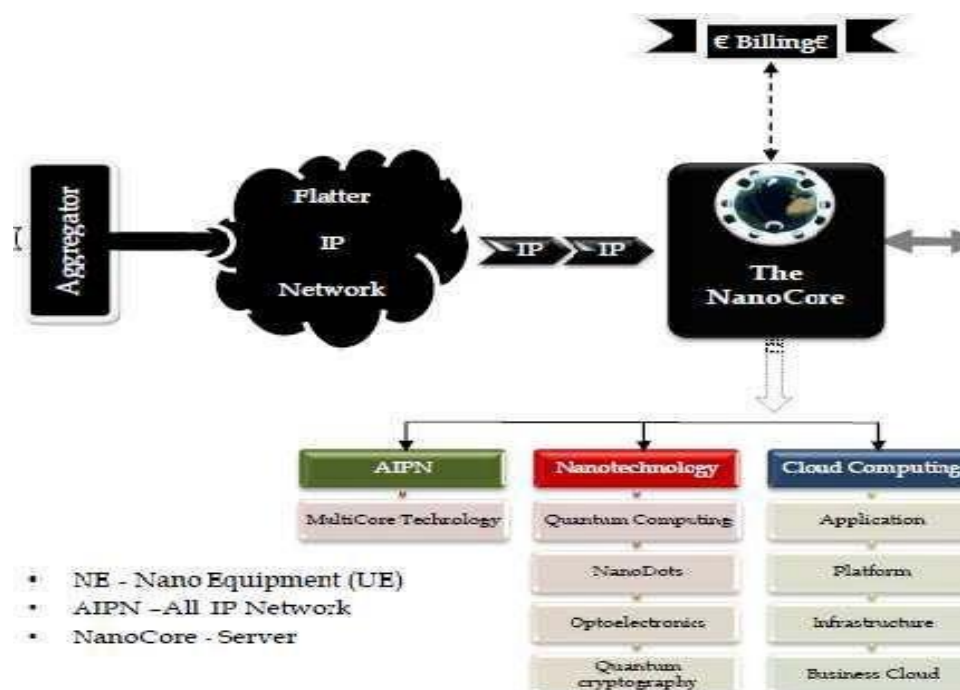 € Billing€
Aggregator
Flatter
IP
Network
IP IP
The
NanoCore
AIPN
Nanotechnology
Cloud Computing
MultiCore Technology
Quantum Computing
Application
NanoDots
Platform
Optoelectronics
Infrastructure
Quantum
cryptography
Business Cloud
• NE - Nano Equipment (UE)
• AIPN –All IP Network
• NanoCore - Server